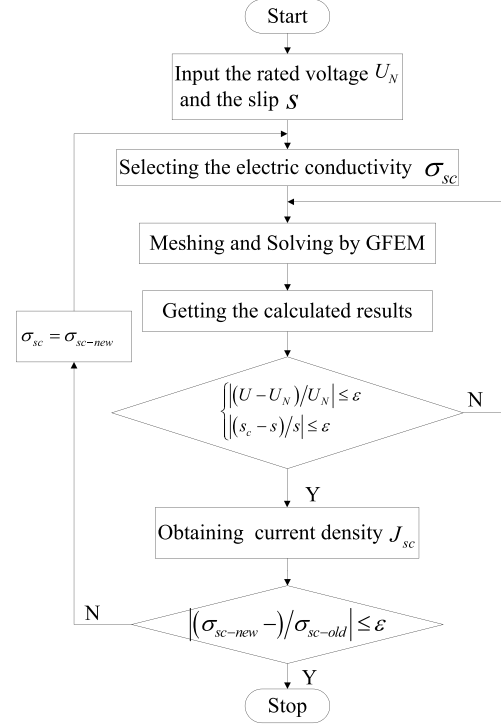 Start
Input the rated voltage U_N
and the slip s
Selecting the electric conductivity σ_sc
Meshing and Solving by GFEM
Getting the calculated results
σ_sc = σ_sc-new
|(U − U_N)/U_N| ≤ ε
|(s_c − s)/s| ≤ ε
N
Y
Obtaining current density J_sc
N
|(σ_sc-new −)/σ_sc-old| ≤ ε
Y
Stop